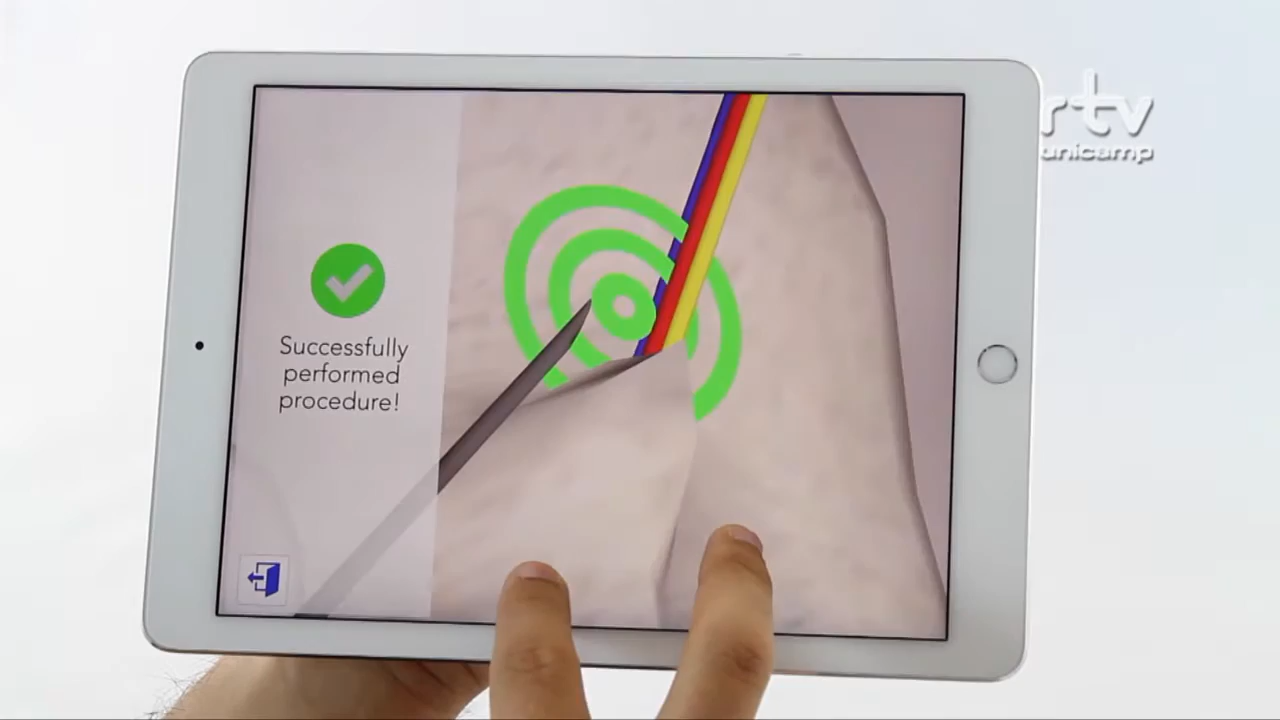 rtv
unicamp
Successfully
performed
procedure!